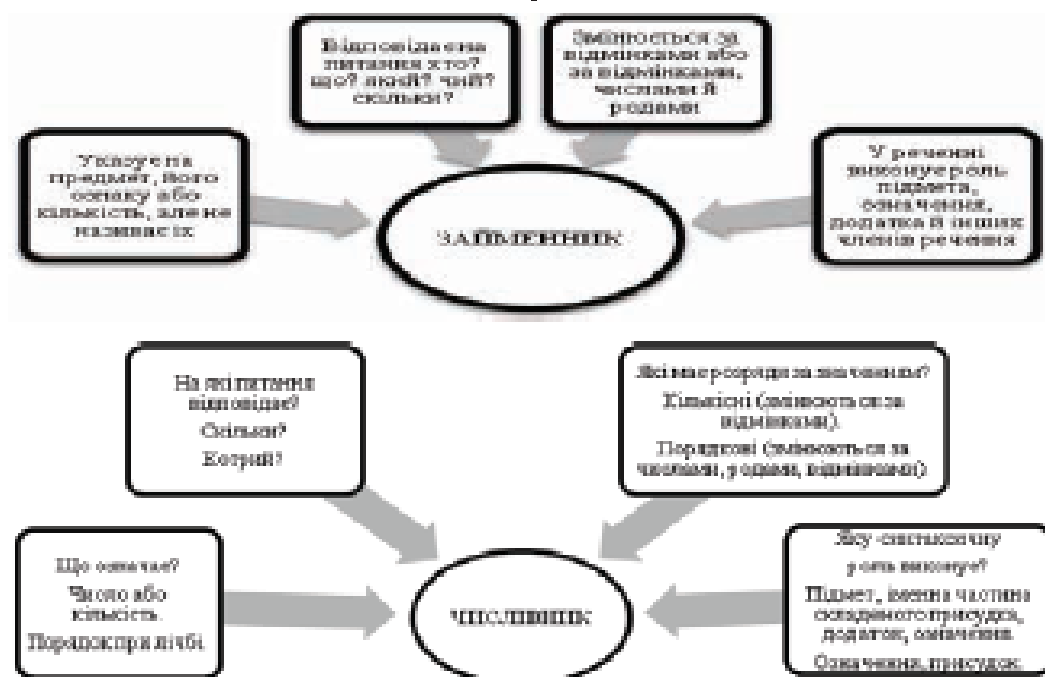 Відповідає на
питання хто?
що? який? чий?
скільки?
Змінюється за
відмінками або
за відмінками,
числами й
родами
Указує на
предмет, його
ознаку або
кількість, але не
називає їх
ЗАЙМЕННИК
У реченні
виконує роль
підмета,
означення,
додатка й інших
членів речення
На які питання
відповідає?
Скільки?
Котрий?
Які має розряди за значенням?
Кількісні (змінюються за
відмінками).
Порядкові (змінюються за
числами, родами, відмінками)
Що означає?
Число або
кількість.
Порядок при лічбі
ЧИСЛІВНИК
Яку синтаксичну
роль виконує?
Підмет, іменна частина
складеного присудка,
додаток, означення
Означення, присудок.